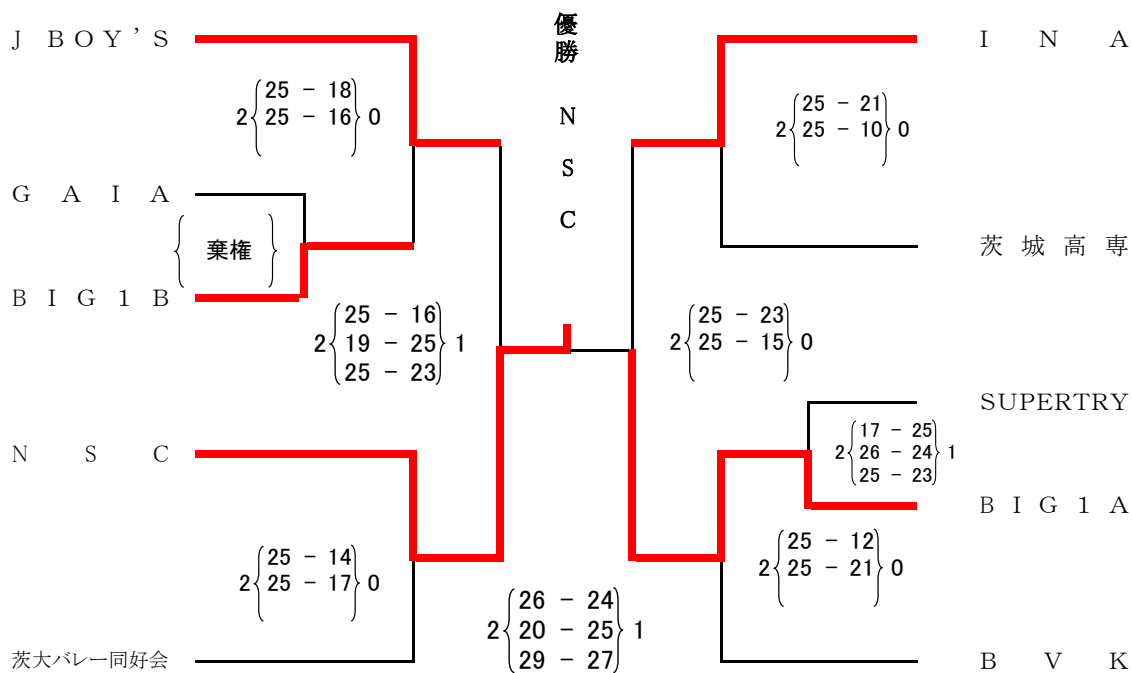 J BOY'S
25 - 18
2 25 - 16 0
GAIA
棄権
BIG1B
25 - 16
2 19 - 25 1
25 - 23
NSC
25 - 14
2 25 - 17 0
茨大バレー同好会
優勝 NSC
26 - 24
2 20 - 25 1
29 - 27
INA
25 - 21
2 25 - 10 0
茨城高専
25 - 23
2 25 - 15 0
SUPERTRY
17 - 25
2 26 - 24 1
25 - 23
BIG1A
25 - 12
2 25 - 21 0
BVK